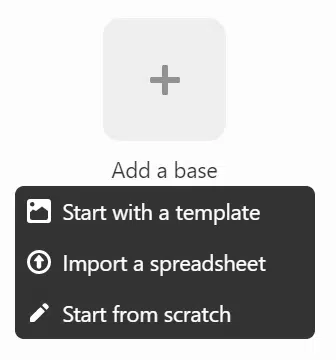 Add a base
Start with a template
Import a spreadsheet
Start from scratch